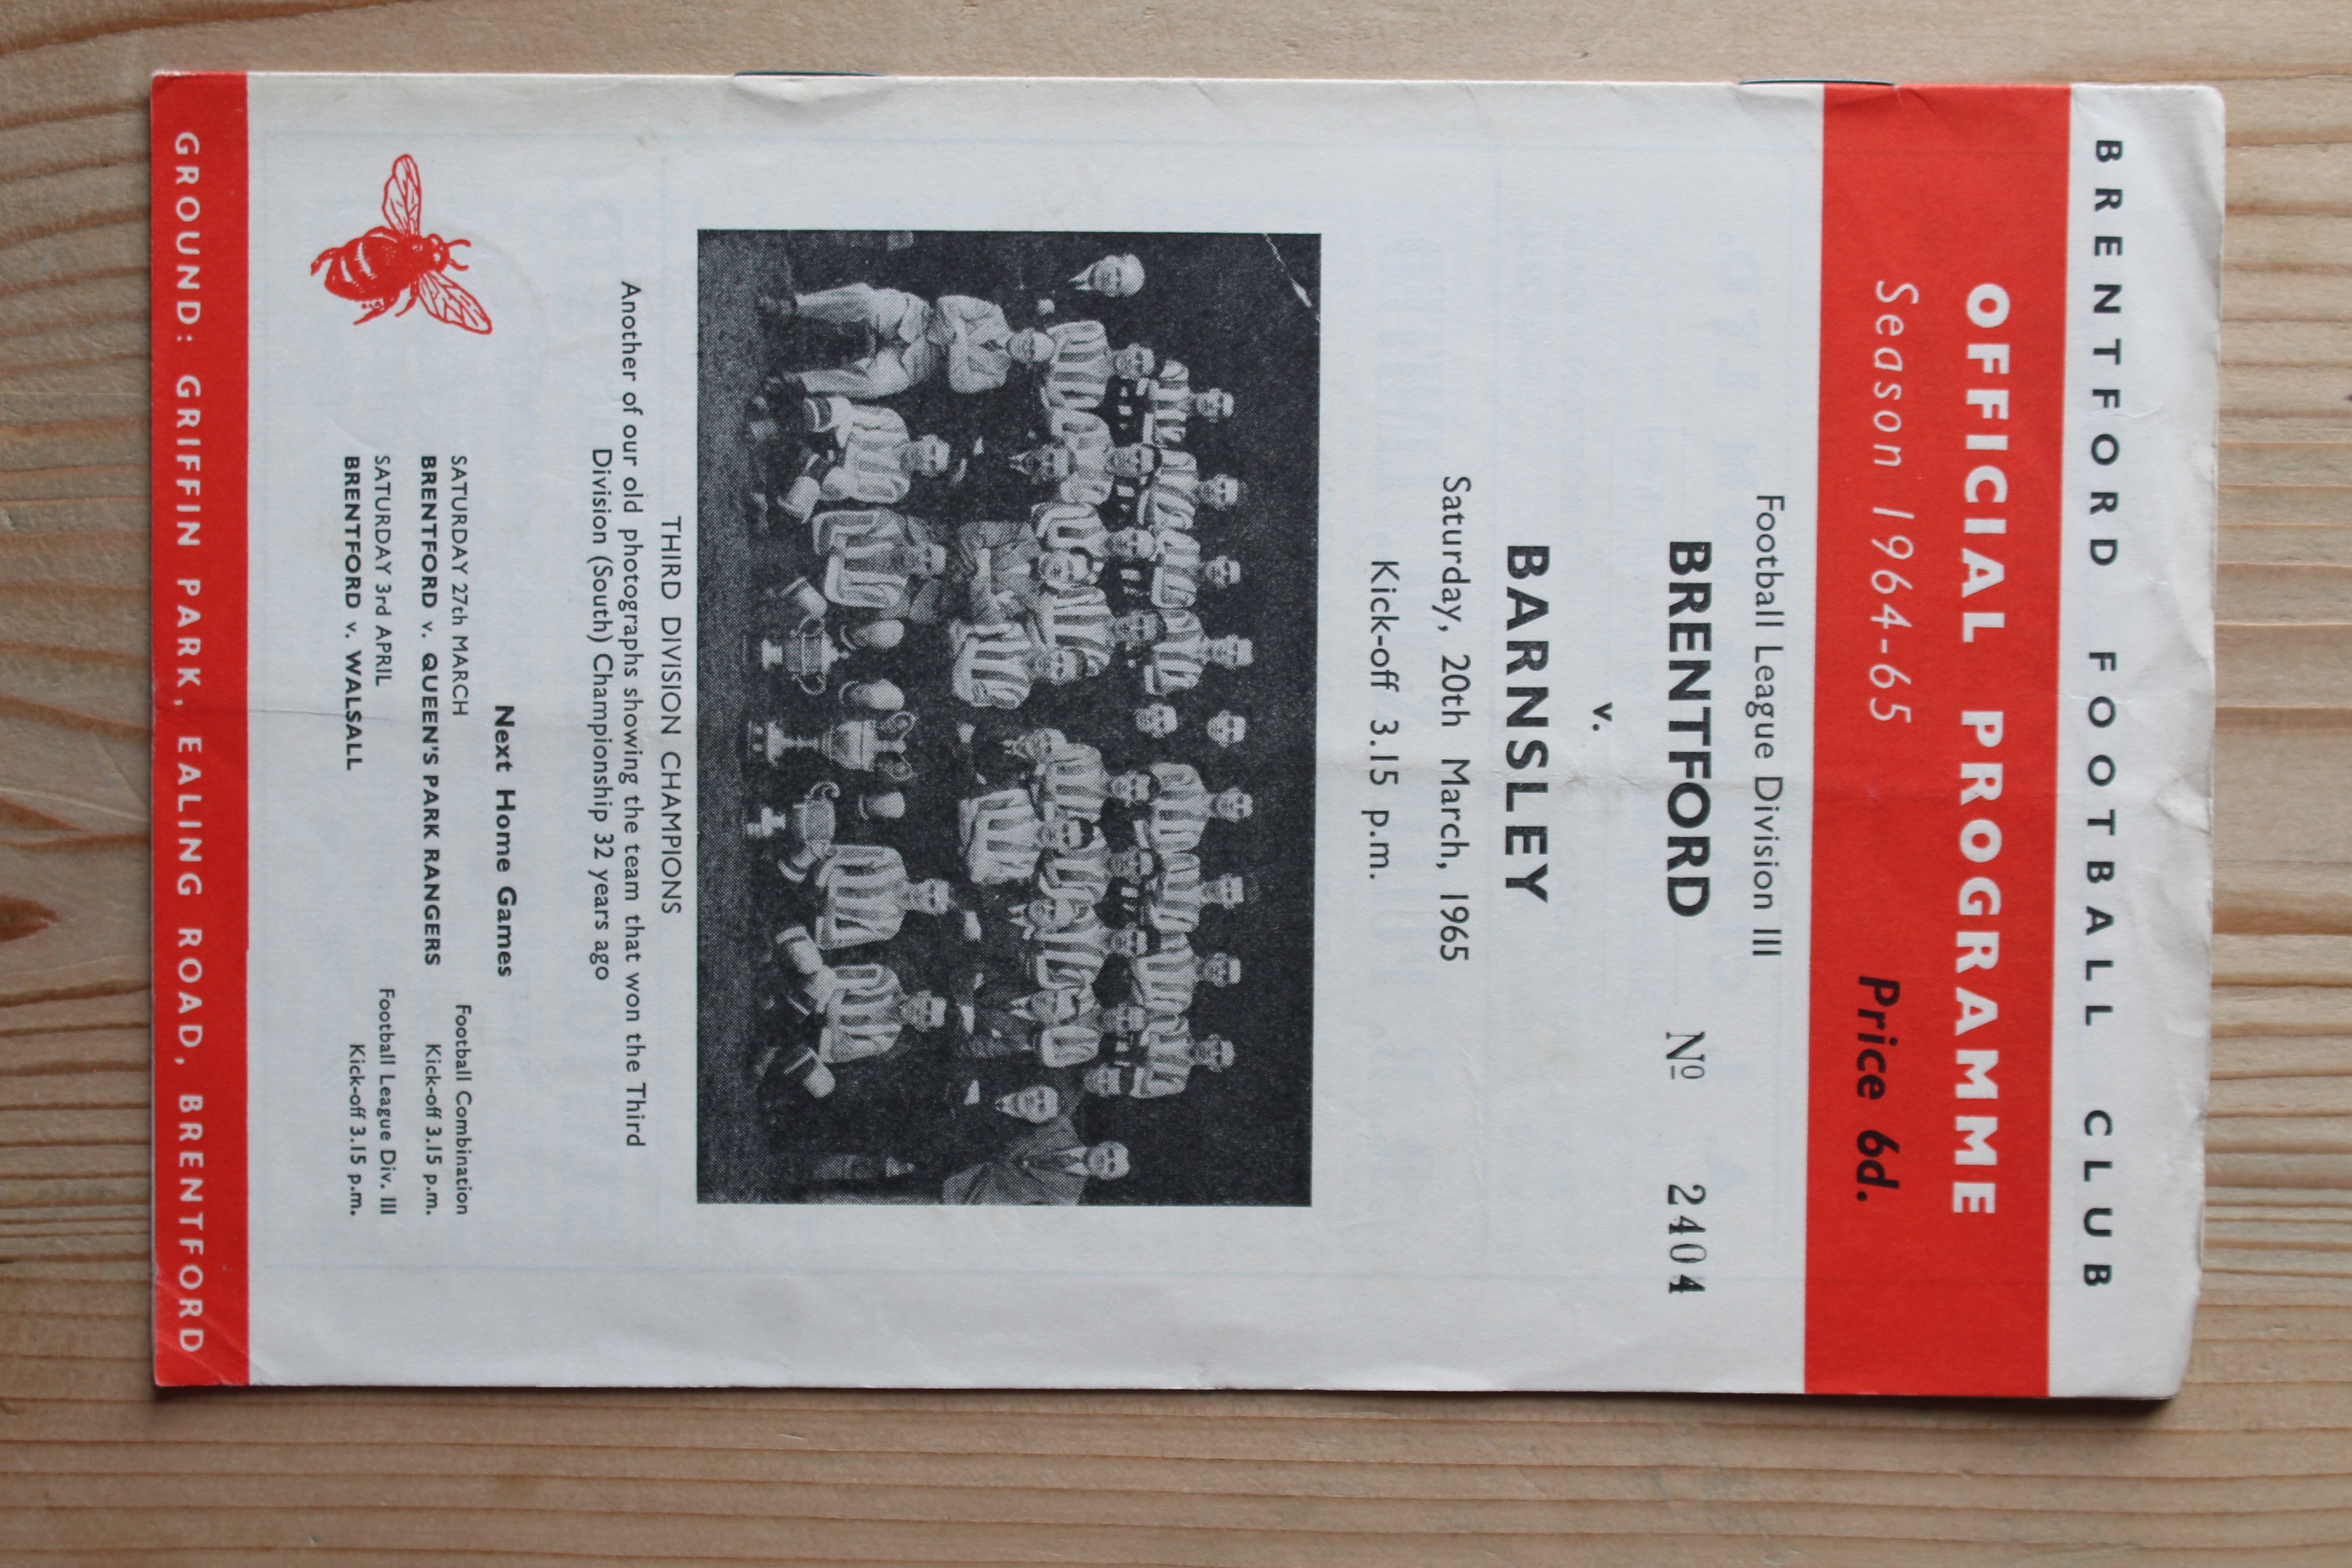 BRENTFORD FOOTBALL CLUB
OFFICIAL PROGRAMME
Season 1964-65 Price 6d.
Football League Division III
BRENTFORD Nº 2404
v.
BARNSLEY
Saturday, 20th March, 1965
Kick-off 3.15 p.m.
THIRD DIVISION CHAMPIONS
Another of our old photographs showing the team that won the Third
Division (South) Championship 32 years ago
Next Home Games
SATURDAY 27th MARCH Football Combination
BRENTFORD v. QUEEN'S PARK RANGERS Kick-off 3.15 p.m.
SATURDAY 3rd APRIL Football League Div. III
BRENTFORD v. WALSALL Kick-off 3.15 p.m.
GROUND: GRIFFIN PARK, EALING ROAD, BRENTFORD